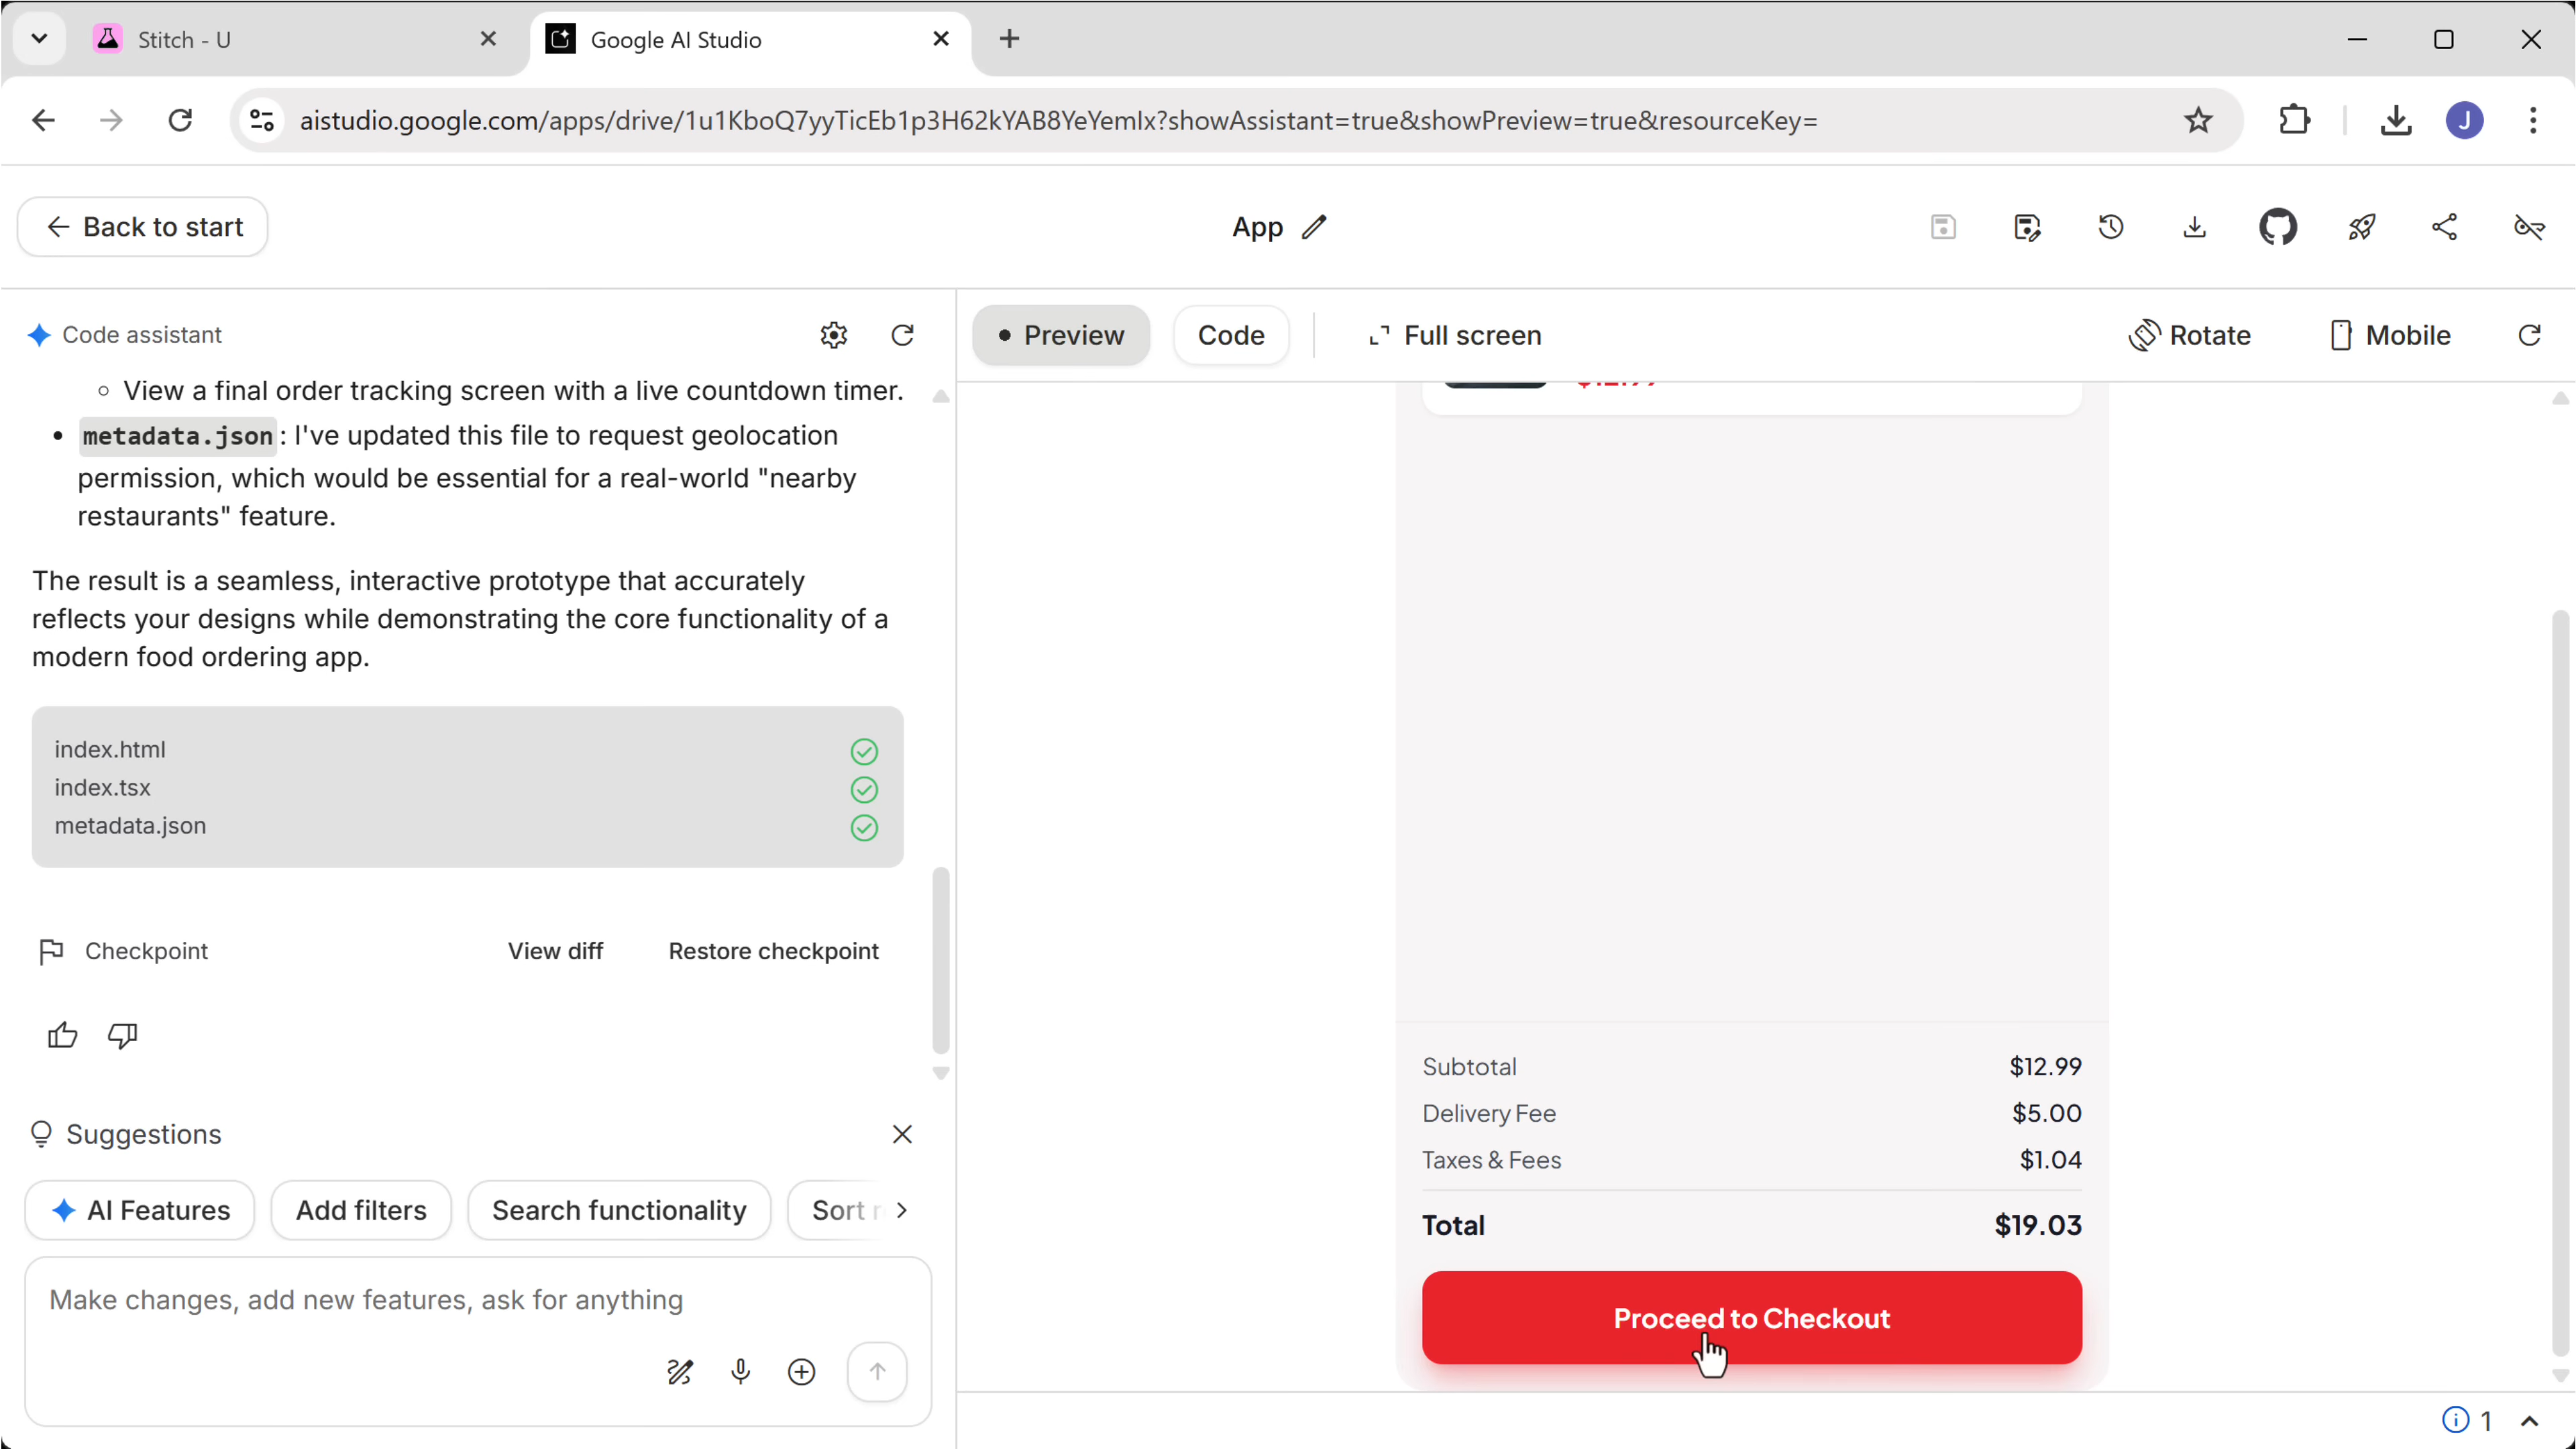 Stitch - U
Google AI Studio
aistudio.google.com/apps/drive/1u1KboQ7yyTicEb1p3H62kYAB8YeYemIx?showAssistant=true&showPreview=true&resourceKey=
J
Back to start
App
Code assistant
Preview
Code
Full screen
Rotate
Mobile
View a final order tracking screen with a live countdown timer.
metadata.json: I've updated this file to request geolocation
permission, which would be essential for a real-world "nearby
restaurants" feature.
The result is a seamless, interactive prototype that accurately
reflects your designs while demonstrating the core functionality of a
modern food ordering app.
index.html
index.tsx
metadata.json
Checkpoint
View diff
Restore checkpoint
Suggestions
AI Features
Add filters
Search functionality
Sort
Make changes, add new features, ask for anything
Subtotal $12.99
Delivery Fee $5.00
Taxes & Fees $1.04
Total $19.03
Proceed to Checkout
1